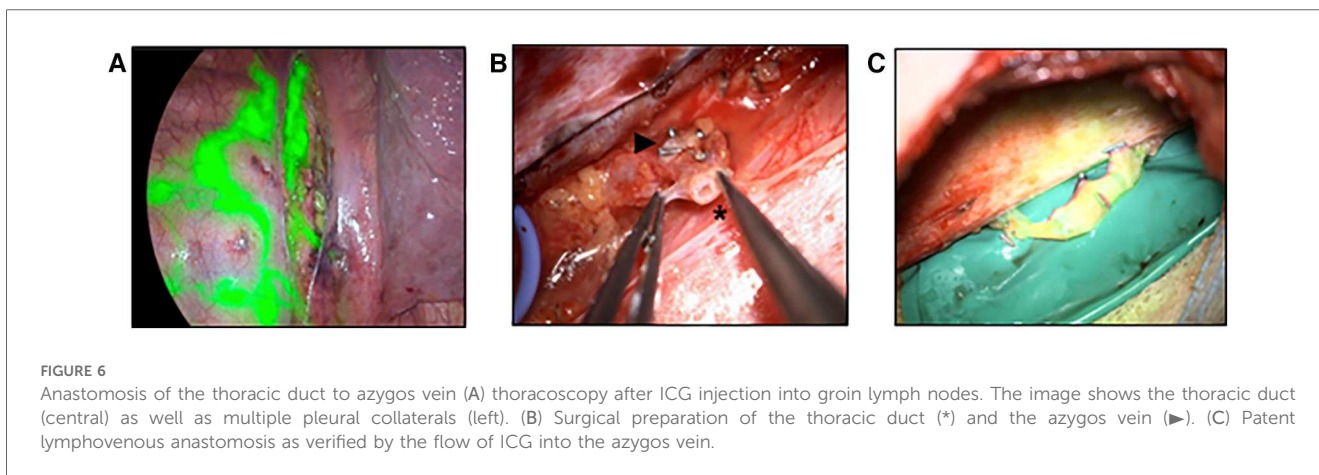 A
B
C
*
FIGURE 6
Anastomosis of the thoracic duct to azygos vein (A) thoracoscopy after ICG injection into groin lymph nodes. The image shows the thoracic duct
(central) as well as multiple pleural collaterals (left). (B) Surgical preparation of the thoracic duct (*) and the azygos vein (►). (C) Patent
lymphovenous anastomosis as verified by the flow of ICG into the azygos vein.